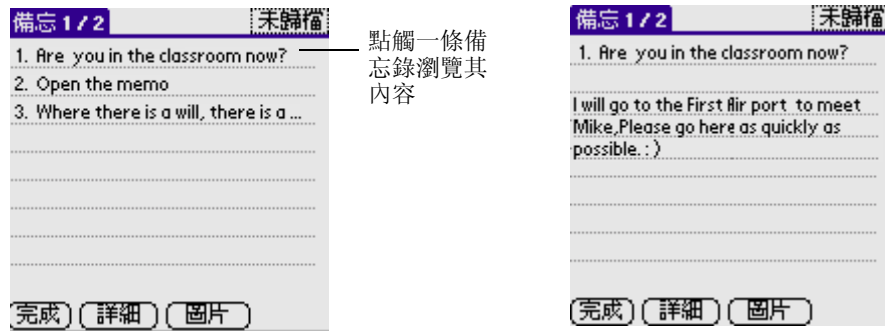 備忘 1 / 2 未歸檔
1. Are you in the classroom now?
2. Open the memo
3. Where there is a will, there is a ...
完成 詳細 圖片
點觸一條備
忘錄瀏覽其
內容
備忘 1 / 2 未歸檔
1. Are you in the classroom now?
I will go to the First Air port to meet
Mike,Please go here as quickly as
possible. : )
完成 詳細 圖片